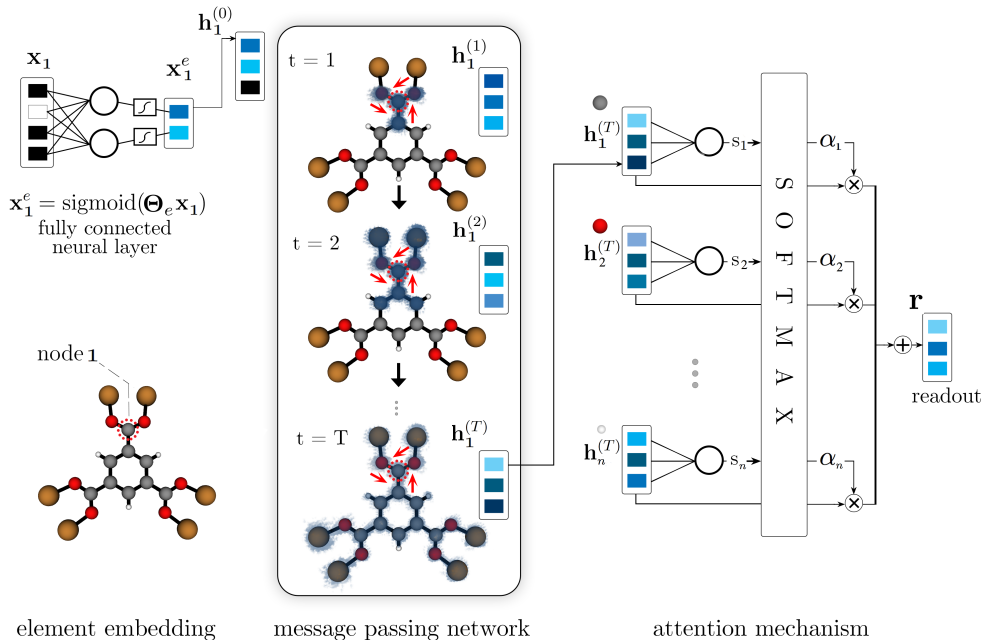 x₁
x₁ᵉ
h₁⁽⁰⁾
x₁ᵉ = sigmoid(Θₑ x₁)
fully connected
neural layer
node 1
element embedding
t = 1
h₁⁽¹⁾
t = 2
h₁⁽²⁾
t = T
h₁⁽ᵀ⁾
message passing network
h₁⁽ᵀ⁾
s₁
α₁
h₂⁽ᵀ⁾
s₂
α₂
hₙ⁽ᵀ⁾
sₙ
αₙ
SOFTMAX
r
readout
attention mechanism